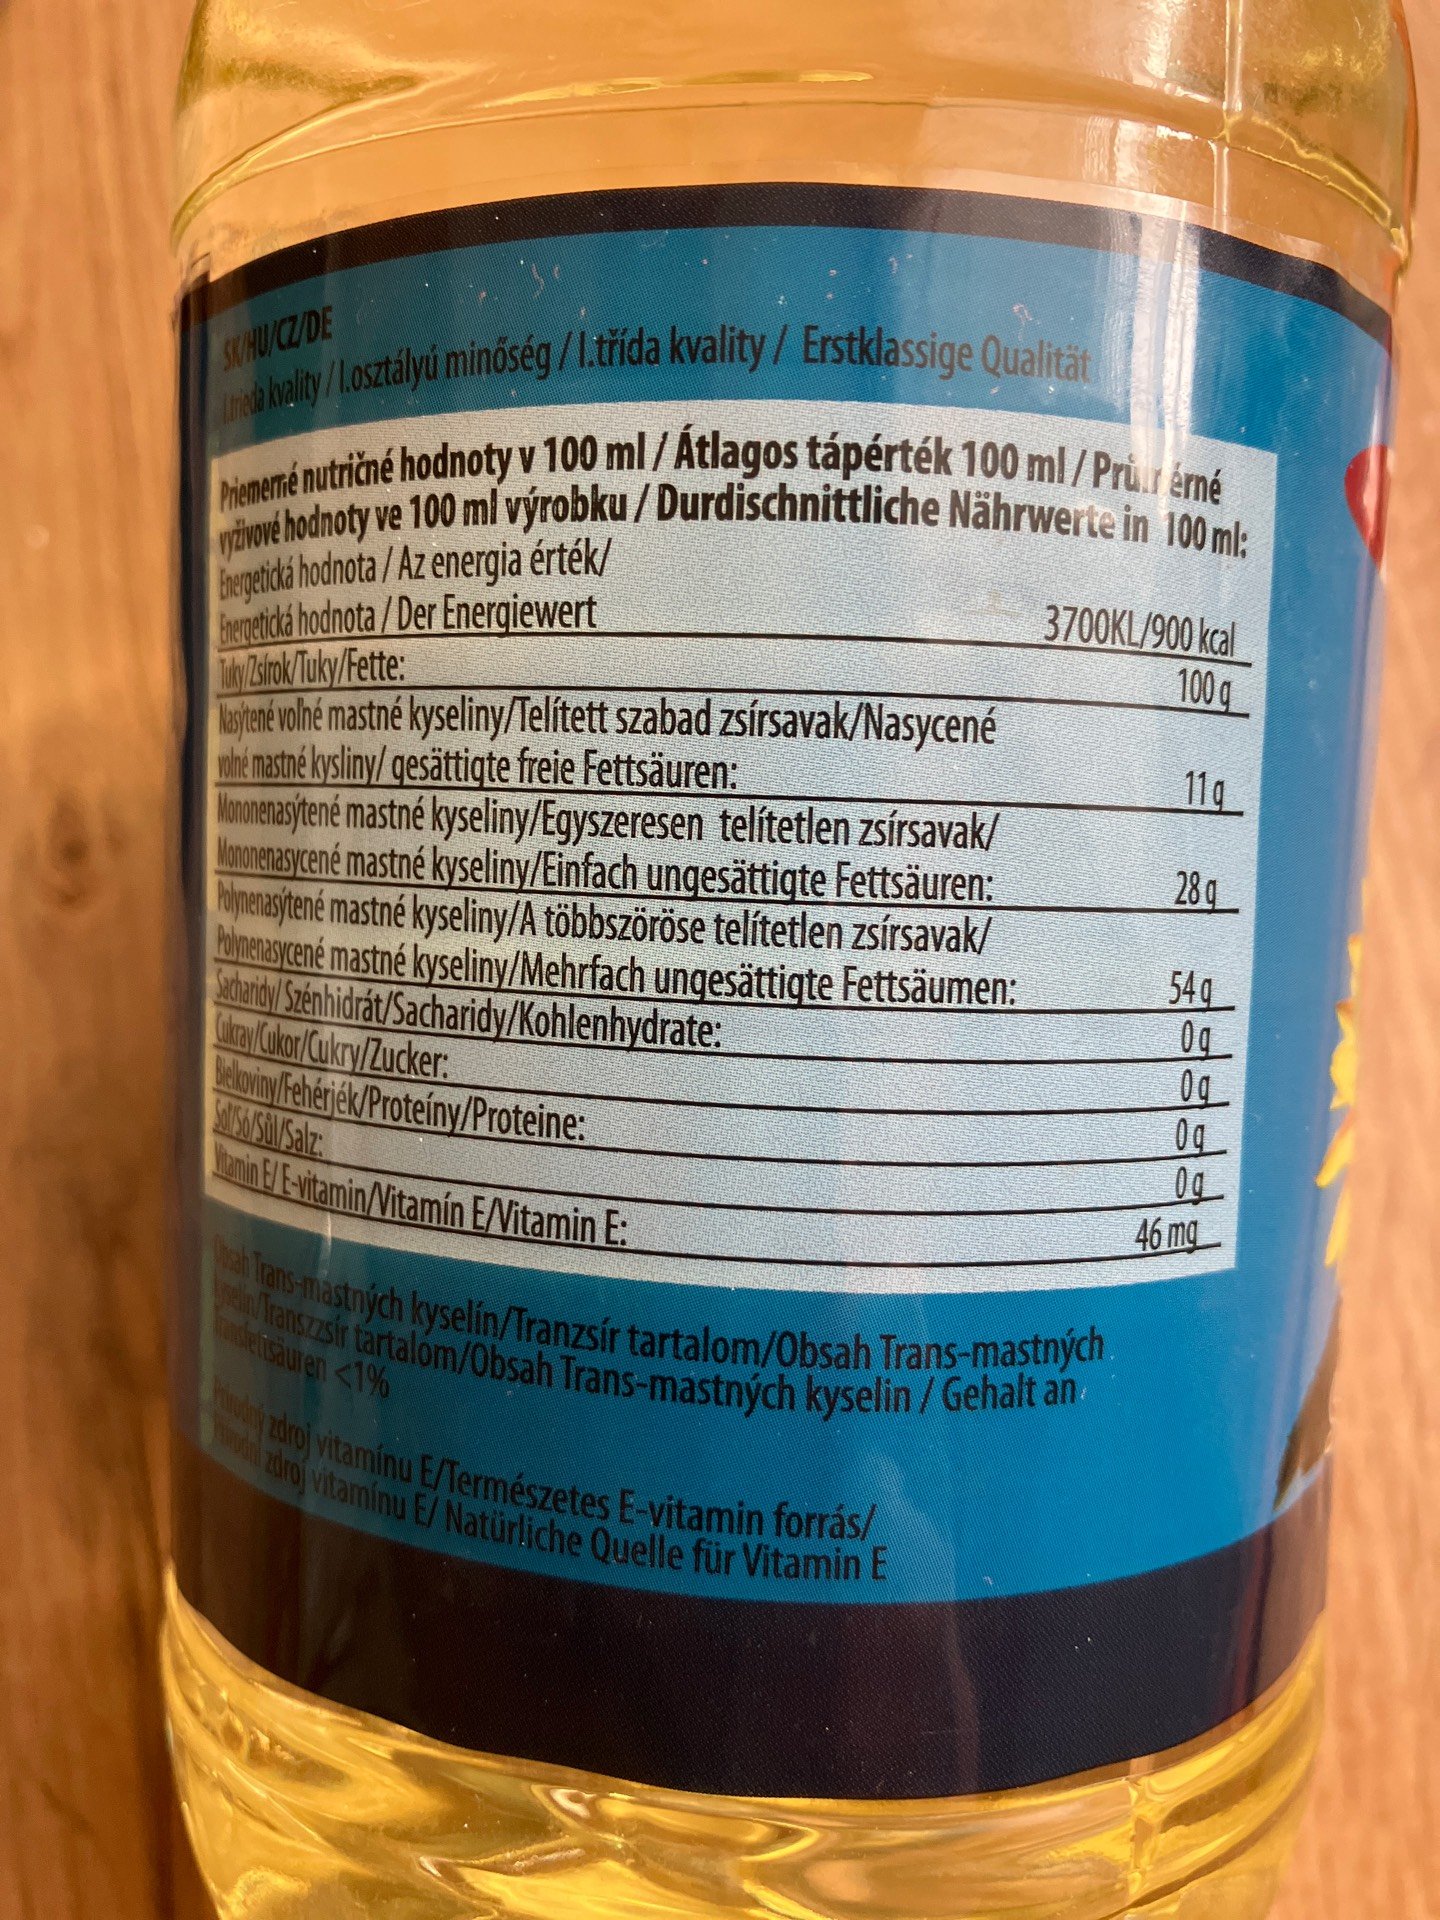 SK/HU/CZ/DE
I.trieda kvality / I.osztályú minőség / I.třída kvality / Erstklassige Qualität
Priemerné nutričné hodnoty v 100 ml / Átlagos tápérték 100 ml / Průměrné
vyživové hodnoty ve 100 ml výrobku / Durdischnittliche Nährwerte in 100 ml:
Energetická hodnota / Az energia érték/
Energetická hodnota / Der Energiewert 3700KL/900 kcal
Tuky/Zsírok/Tuky/Fette: 100 g
Nasýtené voľné mastné kyseliny/Telített szabad zsírsavak/Nasycené
volné mastné kysliny/ gesättigte freie Fettsäuren: 11 g
Mononenasýtené mastné kyseliny/Egyszeresen telítetlen zsírsavak/
Mononenasycené mastné kyseliny/Einfach ungesättigte Fettsäuren: 28 g
Polynenasýtené mastné kyseliny/A többszöröse telítetlen zsírsavak/
Polynenasycené mastné kyseliny/Mehrfach ungesättigte Fettsäumen: 54 g
Sacharidy/ Szénhidrát/Sacharidy/Kohlenhydrate: 0 g
Cukray/Cukor/Cukry/Zucker: 0 g
Bielkoviny/Fehérjék/Proteíny/Proteine: 0 g
Soľ/Só/Sůl/Salz: 0 g
Vitamin E/ E-vitamin/Vitamín E/Vitamin E: 46 mg
Obsah Trans-mastných kyselín/Tranzsír tartalom/Obsah Trans-mastných
kyselin/Transzzsír tartalom/Obsah Trans-mastných kyselin / Gehalt an
Transfettsäuren <1%
Prírodný zdroj vitamínu E/Természetes E-vitamin forrás/
Přírodní zdroj vitamínu E/ Natürliche Quelle für Vitamin E